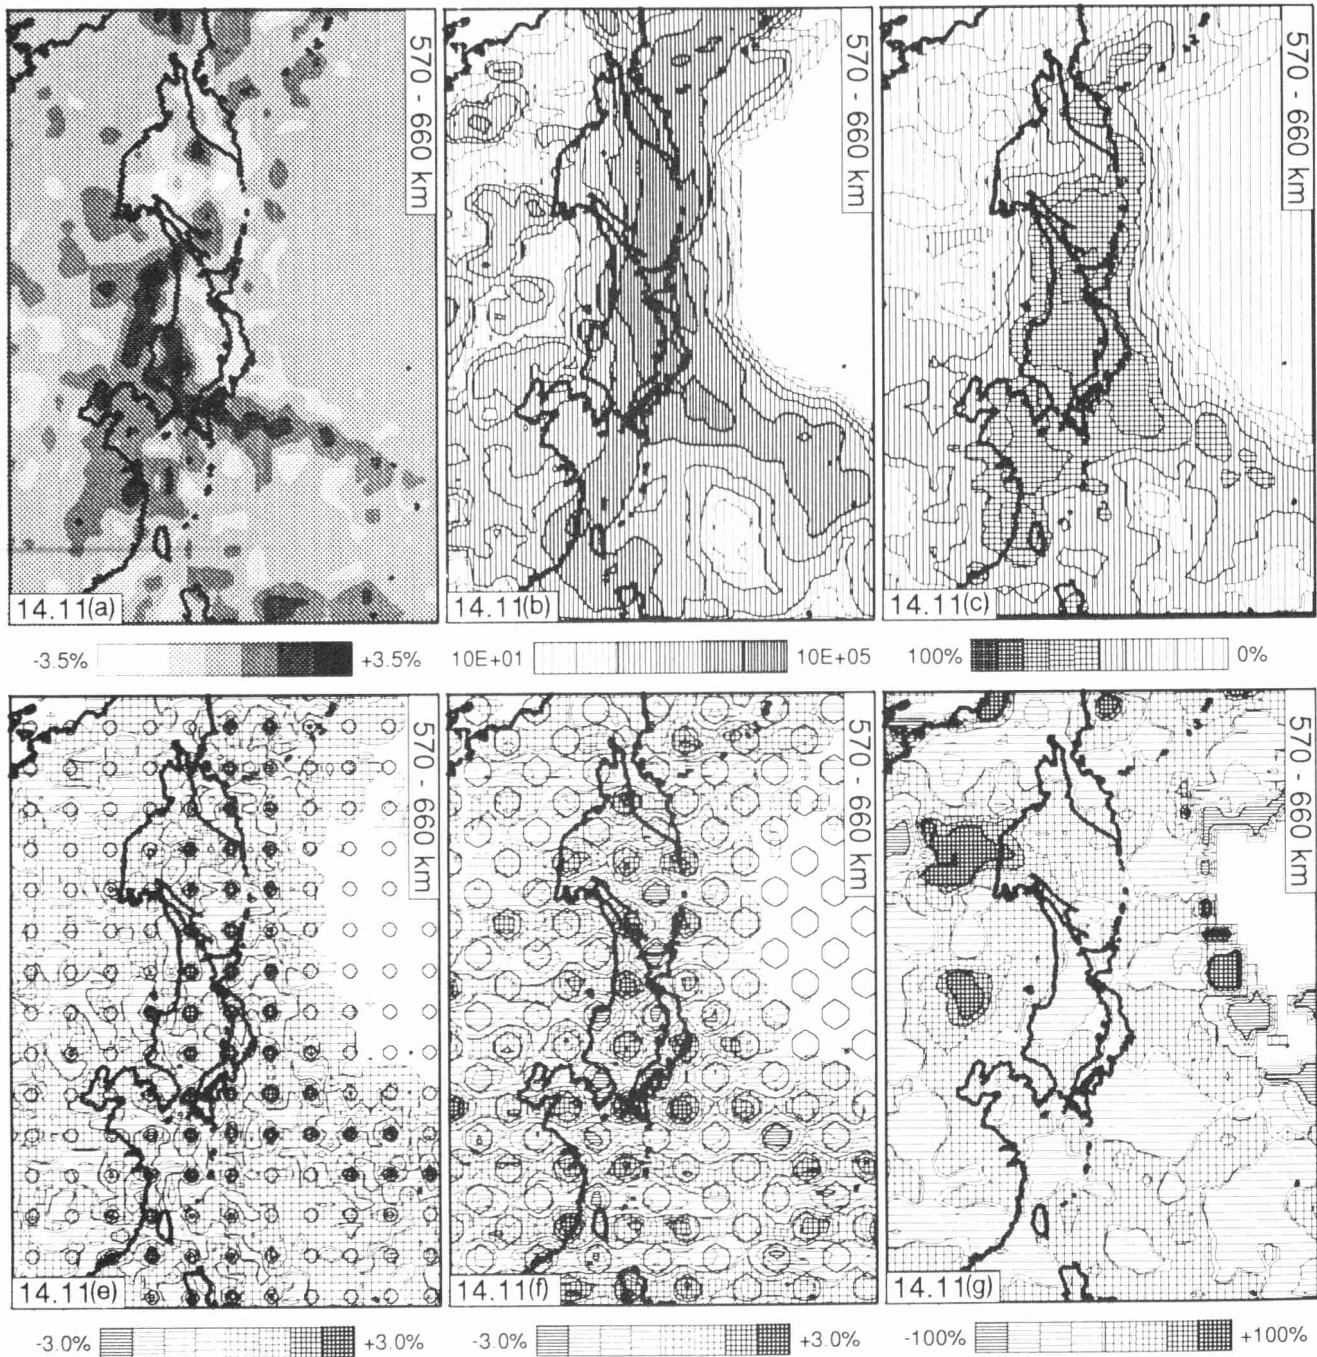 570 - 660 km
14.11(a)
570 - 660 km
14.11(b)
570 - 660 km
14.11(c)
-3.5% +3.5%
10E+01 10E+05
100% 0%
570 - 660 km
14.11(e)
570 - 660 km
14.11(f)
570 - 660 km
14.11(g)
-3.0% +3.0%
-3.0% +3.0%
-100% +100%